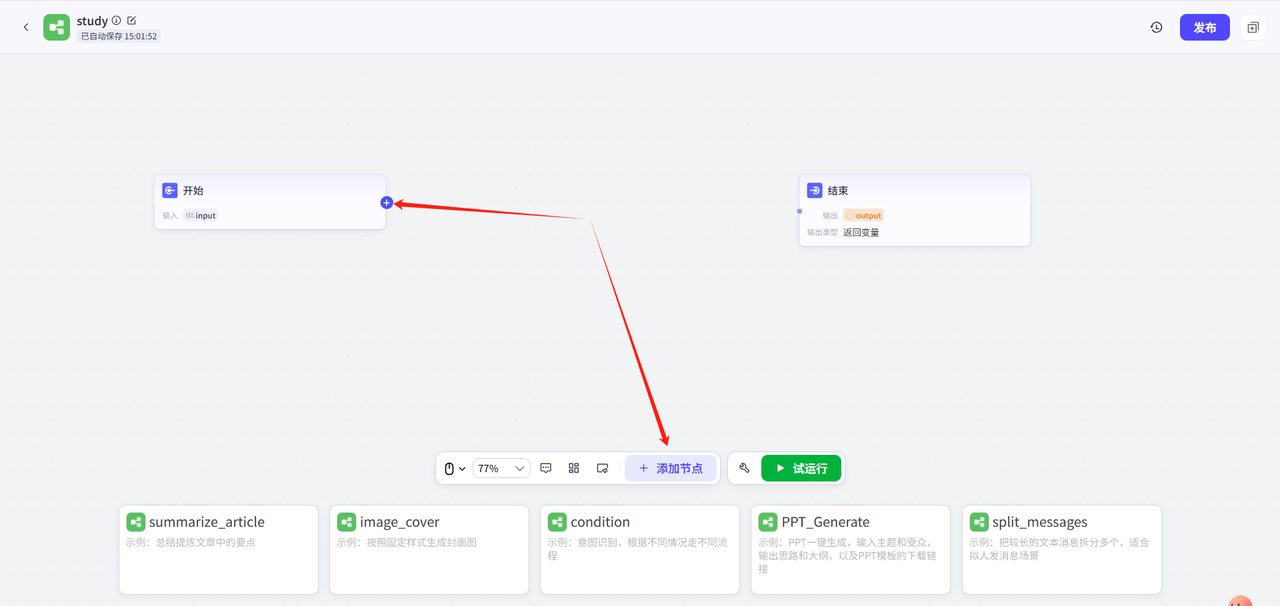 study
已自动保存 15:01:52
发布
开始
输入 str. input
结束
输出 output
输出类型 返回变量
77%
添加节点
试运行
summarize_article
示例：总结提炼文章中的要点
image_cover
示例：按照固定样式生成封面图
condition
示例：意图识别，根据不同情况走不同流
程
PPT_Generate
示例：PPT一键生成，输入主题和受众，
输出思路和大纲，以及PPT模板的下载链
接
split_messages
示例：把较长的文本消息拆分多个，适合
拟人发消息场景